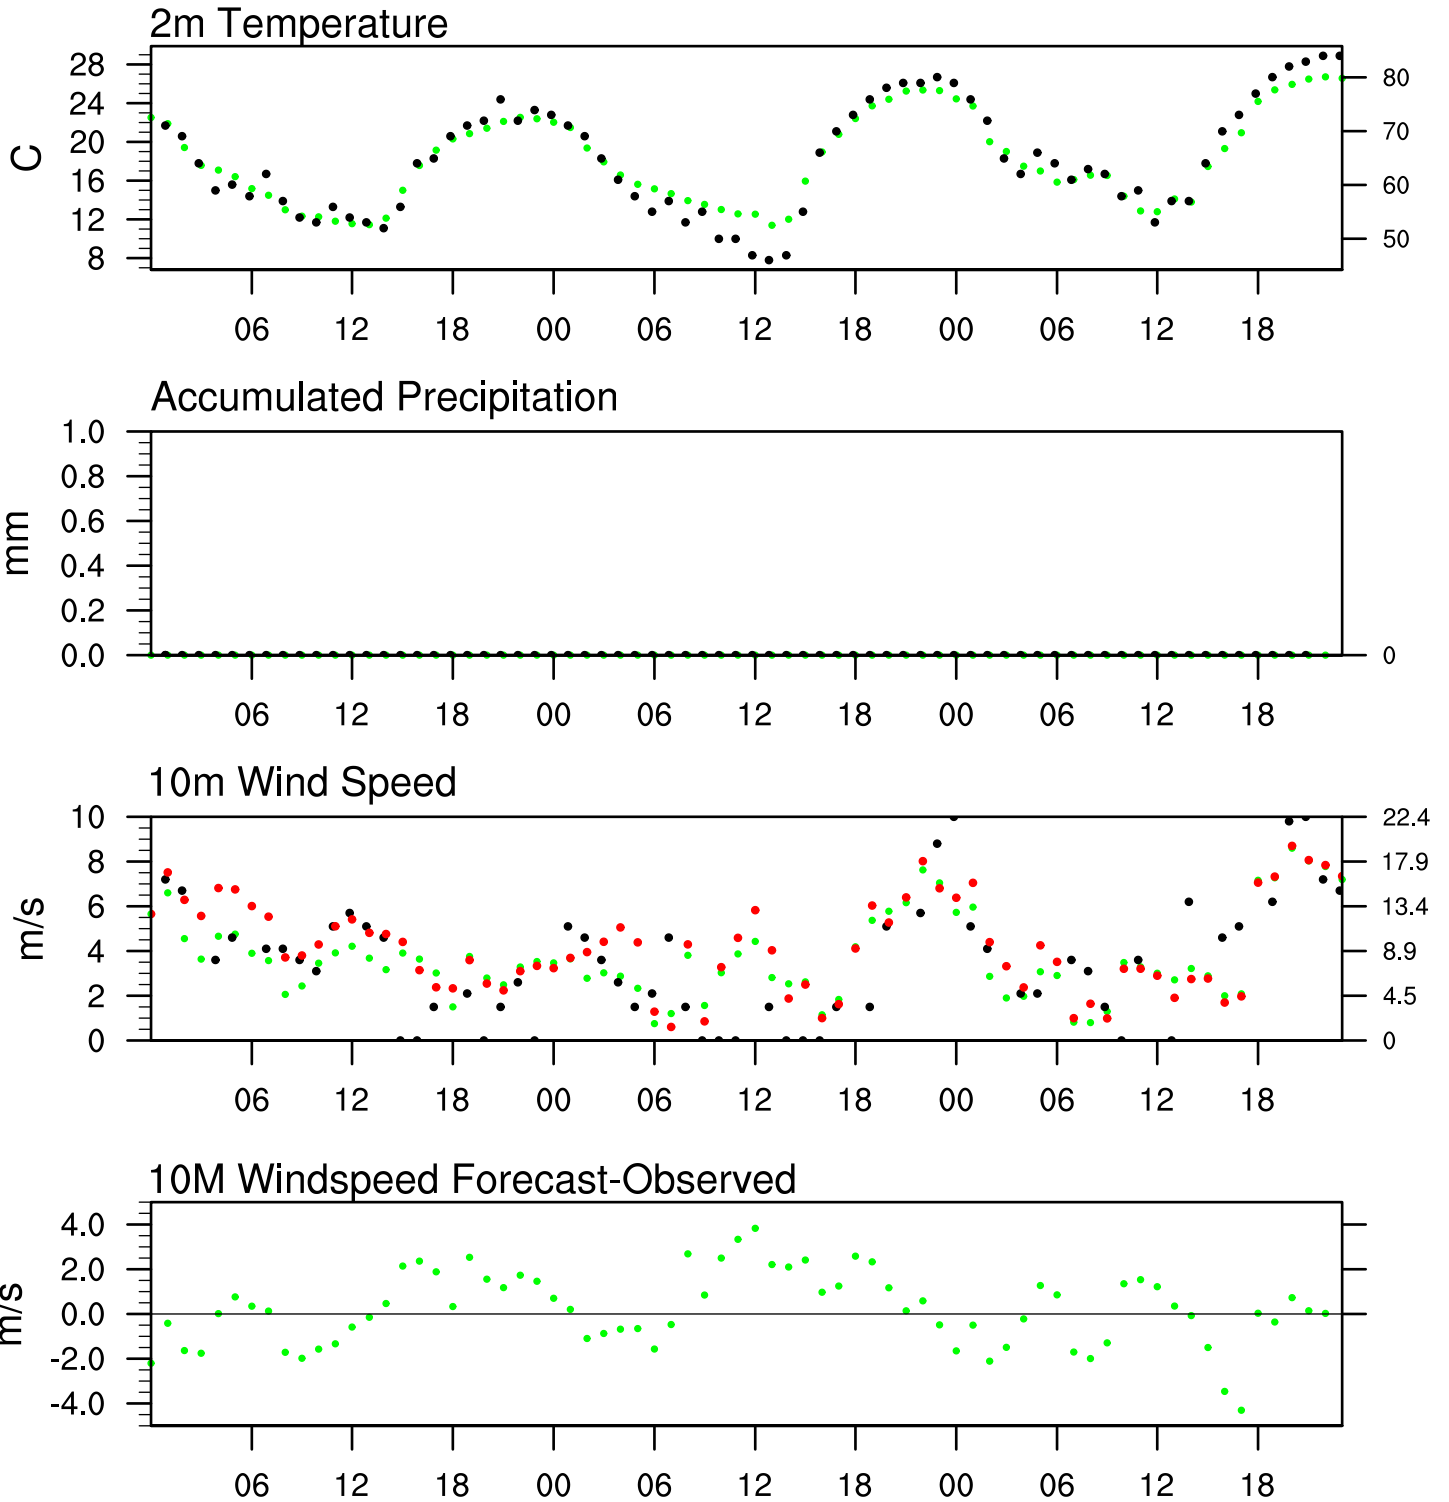 2m Temperature
28
24
20
16
12
8
C
80
70
60
50
06 12 18 00 06 12 18 00 06 12 18
Accumulated Precipitation
1.0
0.8
0.6
0.4
0.2
0.0
mm
0
06 12 18 00 06 12 18 00 06 12 18
10m Wind Speed
10
8
6
4
2
0
m/s
22.4
17.9
13.4
8.9
4.5
0
06 12 18 00 06 12 18 00 06 12 18
10M Windspeed Forecast-Observed
4.0
2.0
0.0
-2.0
-4.0
m/s
06 12 18 00 06 12 18 00 06 12 18